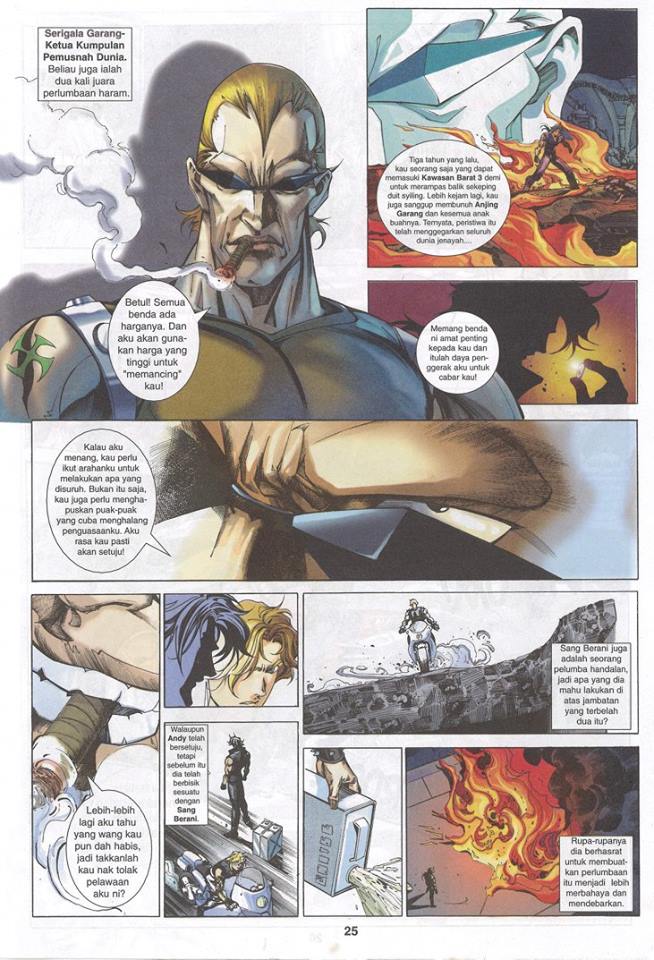 Serigala Garang-
Ketua Kumpulan
Pemusnah Dunia.
Beliau juga ialah
dua kali juara
perlumbaan haram.
Tiga tahun yang lalu,
kau seorang saja yang dapat
memasuki Kawasan Barat 3 demi
untuk merampas balik sekeping
duit syiling. Lebih kejam lagi, kau
juga sanggup membunuh Anjing
Garang dan kesemua anak
buahnya. Ternyata, peristiwa itu
telah menggegarkan seluruh
dunia jenayah....
Betul! Semua
benda ada
harganya. Dan
aku akan guna-
kan harga yang
tinggi untuk
"memancing"
kau!
Memang benda
ni amat penting
kepada kau dan
itulah daya pen-
ggerak aku untuk
cabar kau!
Kalau aku
menang, kau perlu
ikut arahanku untuk
melakukan apa yang
disuruh. Bukan itu saja,
kau juga perlu mengha-
puskan puak-puak
yang cuba menghalang
penguasaanku. Aku
rasa kau pasti
akan setuju!
Lebih-lebih
lagi aku tahu
yang wang kau
pun dah habis,
jadi takkanlah
kau nak tolak
pelawaan
aku ni?
Walaupun
Andy telah
bersetuju,
tetapi
sebelum itu
dia telah
berbisik
sesuatu
dengan
Sang
Berani.
Sang Berani juga
adalah seorang
pelumba handalan,
jadi apa yang dia
mahu lakukan di
atas jambatan
yang terbelah
dua itu?
Rupa-rupanya
dia berhasrat
untuk membuat-
kan perlumbaan
itu menjadi lebih
merbahaya dan
mendebarkan.
25